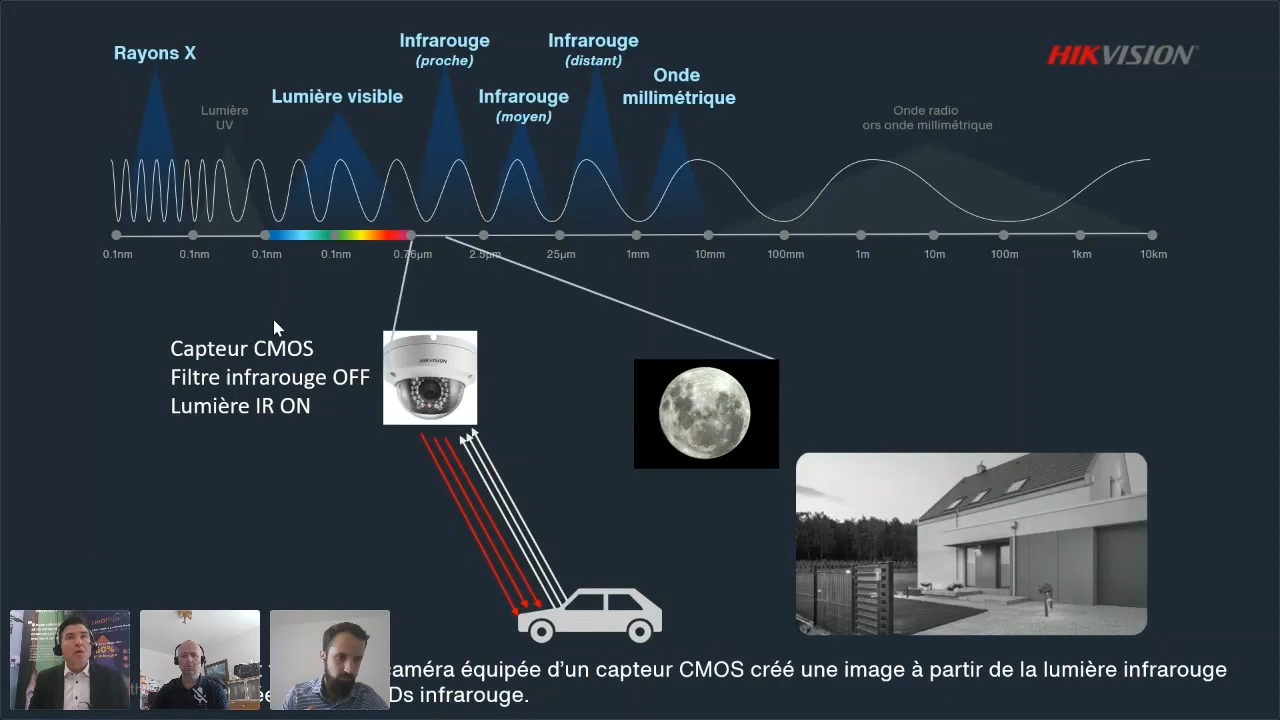 Rayons X
Lumière
UV
Lumière visible
Infrarouge
(proche)
Infrarouge
(moyen)
Infrarouge
(distant)
Onde
millimétrique
Onde radio
ors onde millimétrique
HIKVISION
0.1nm 0.1nm 0.1nm 0.1nm 0.76µm 2.5µm 25µm 1mm 10mm 100mm 1m 10m 100m 1km 10km
Capteur CMOS
Filtre infrarouge OFF
Lumière IR ON
HIKVISION
caméra équipée d'un capteur CMOS créé une image à partir de la lumière infrarouge
Ds infrarouge.